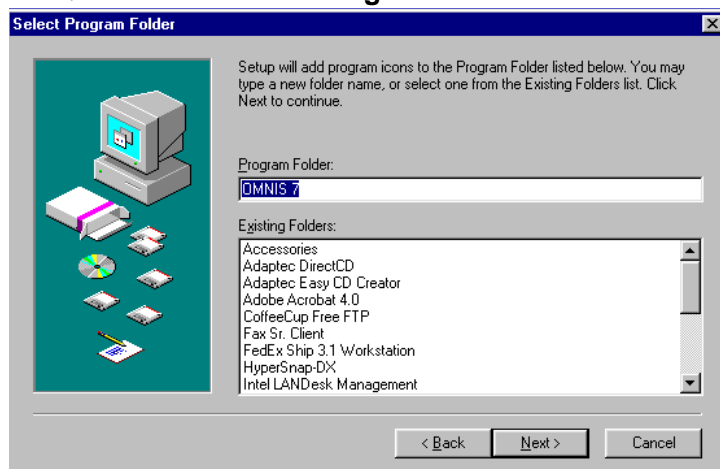 Select Program Folder
Setup will add program icons to the Program Folder listed below. You may
type a new folder name, or select one from the Existing Folders list. Click
Next to continue.
Program Folder:
OMNIS 7
Existing Folders:
Accessories
Adaptec DirectCD
Adaptec Easy CD Creator
Adobe Acrobat 4.0
CoffeeCup Free FTP
Fax Sr. Client
FedEx Ship 3.1 Workstation
HyperSnap-DX
Intel LANDesk Management
< Back
Next >
Cancel